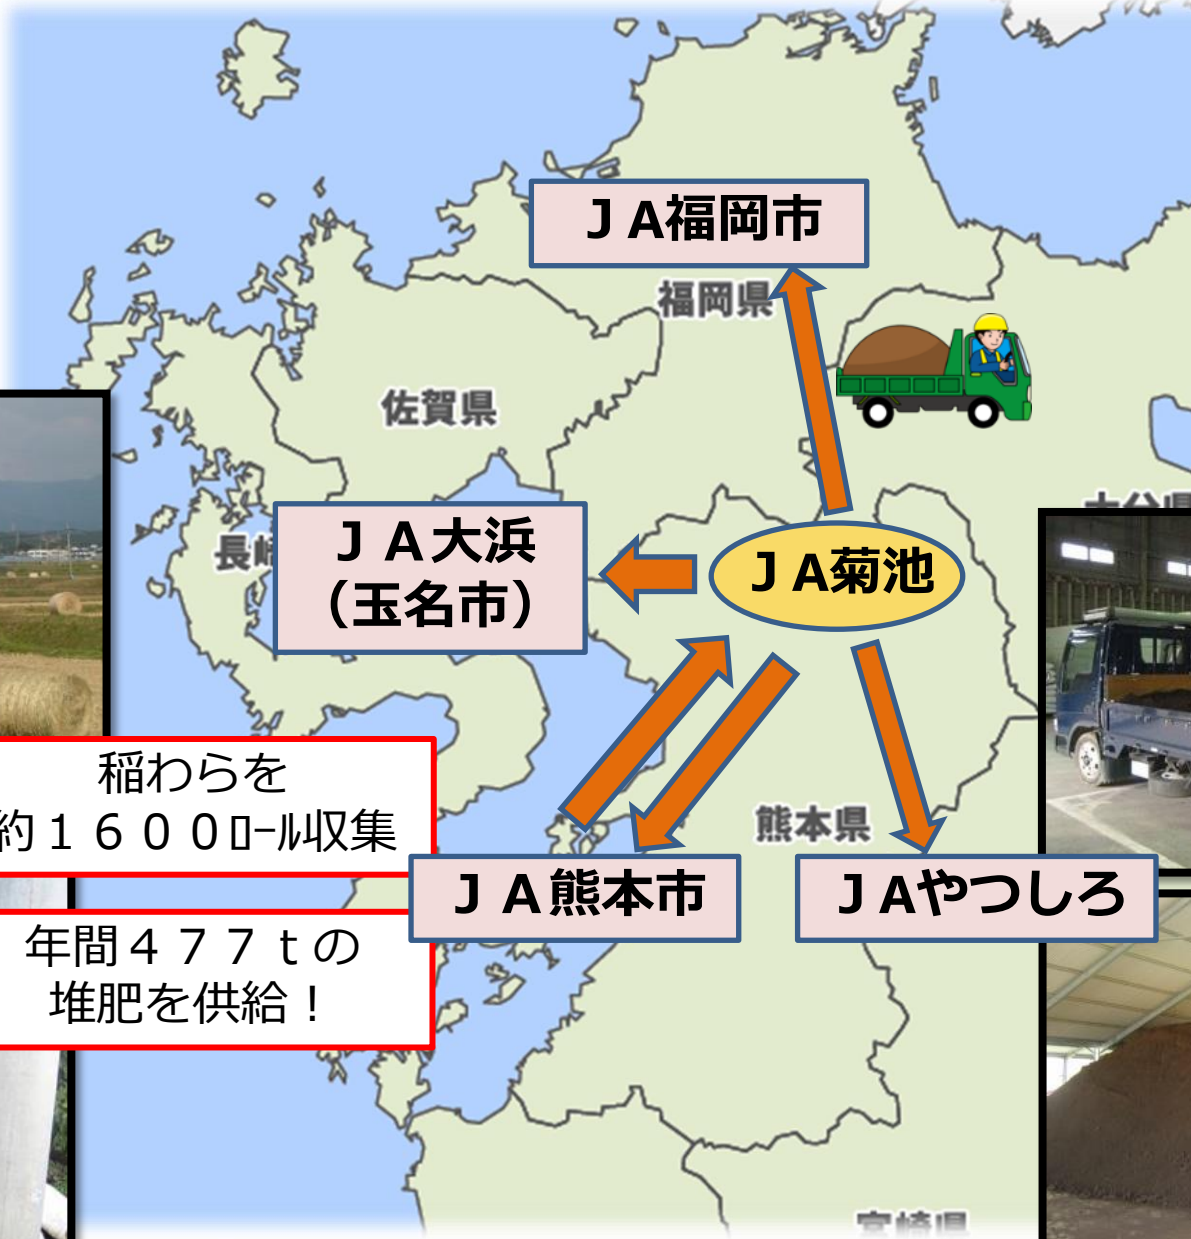 ＪＡ福岡市
福岡県
佐賀県
ＪＡ大浜
（玉名市）
ＪＡ菊池
稲わらを
約１６００ﾛｰﾙ収集
熊本県
ＪＡ熊本市
ＪＡやつしろ
年間４７７ｔの
堆肥を供給！
宮崎県